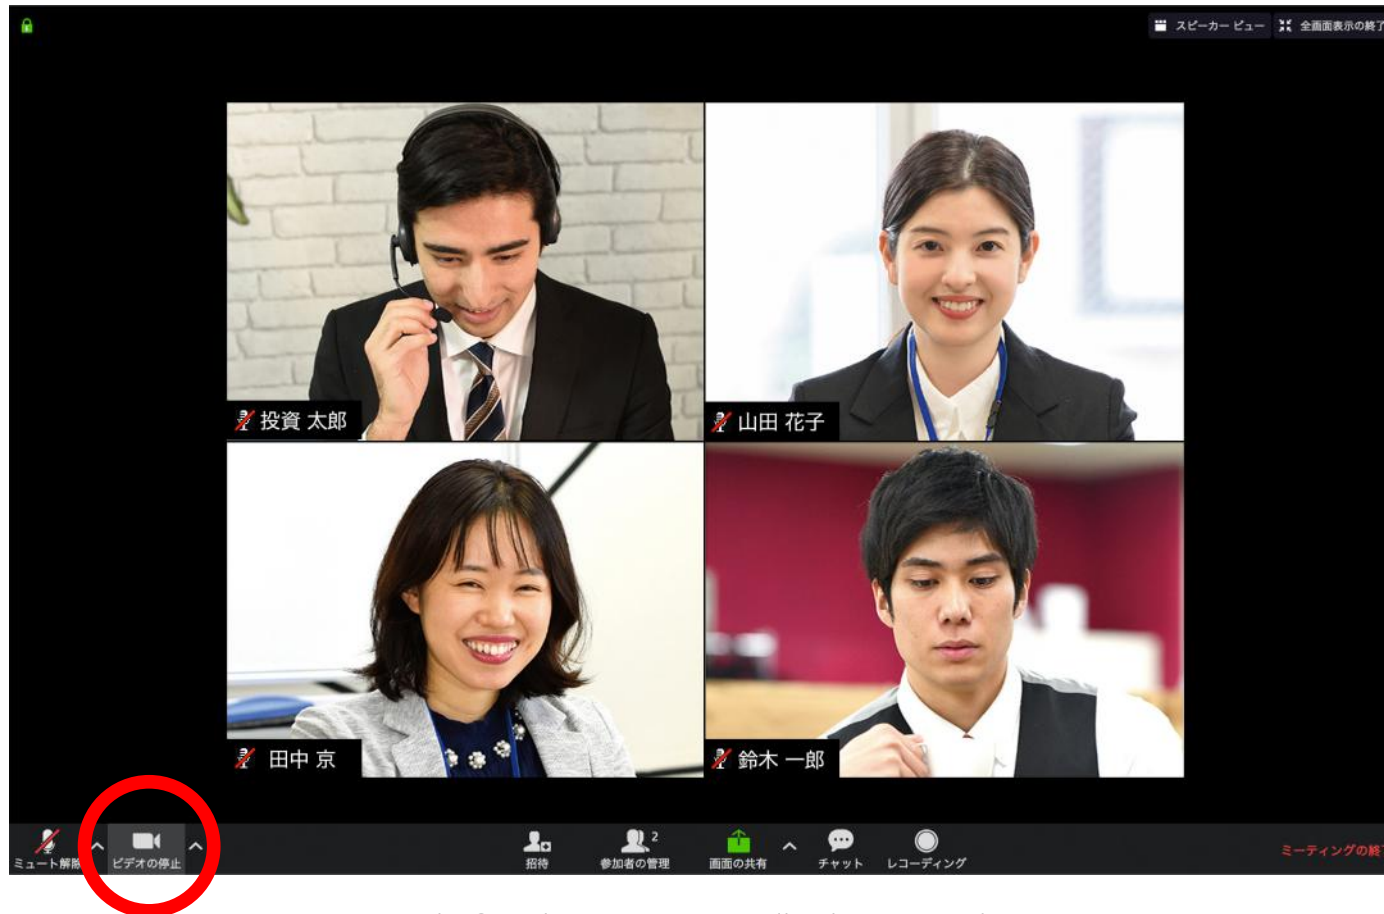 スピーカー ビュー
全画面表示の終了
投資 太郎
山田 花子
田中 京
鈴木 一郎
ミュート解除
ビデオの停止
招待
2
参加者の管理
画面の共有
チャット
レコーディング
ミーティングの終